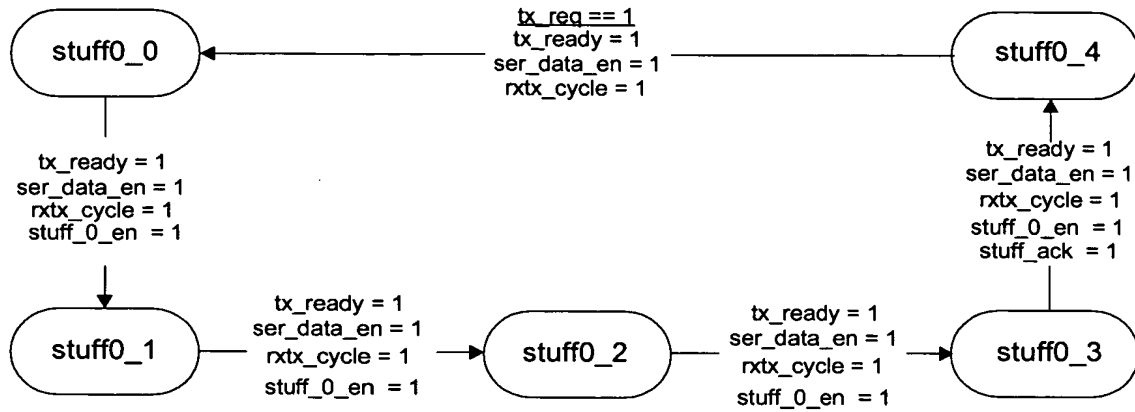 stuff0_0
tx_req == 1
tx_ready = 1
ser_data_en = 1
rxtx_cycle = 1
stuff0_4
tx_ready = 1
ser_data_en = 1
rxtx_cycle = 1
stuff_0_en = 1
tx_ready = 1
ser_data_en = 1
rxtx_cycle = 1
stuff_0_en = 1
stuff_ack = 1
stuff0_1
tx_ready = 1
ser_data_en = 1
rxtx_cycle = 1
stuff_0_en = 1
stuff0_2
tx_ready = 1
ser_data_en = 1
rxtx_cycle = 1
stuff_0_en = 1
stuff0_3